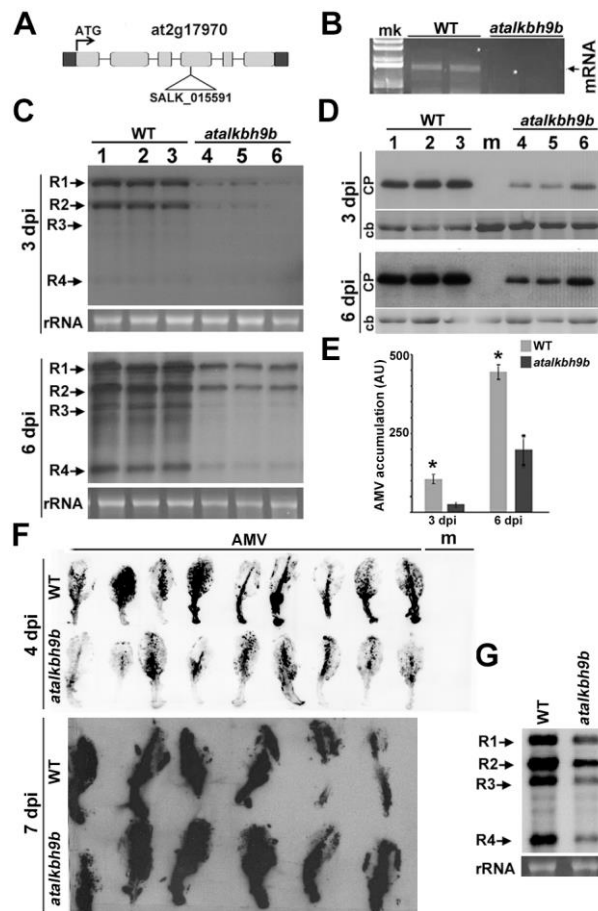 A
at2g17970
ATG
SALK_015591
B
mk WT atalkbh9b
mRNA
C
WT atalkbh9b
1 2 3 4 5 6
3 dpi
R1
R2
R3
R4
rRNA
6 dpi
R1
R2
R3
R4
rRNA
D
WT atalkbh9b
1 2 3 m 4 5 6
3 dpi
CP
cb
6 dpi
CP
cb
E
AMV accumulation (AU)
500
250
WT
atalkbh9b
* *
3 dpi 6 dpi
F
AMV m
4 dpi
WT
atalkbh9b
7 dpi
WT
atalkbh9b
G
WT atalkbh9b
R1
R2
R3
R4
rRNA